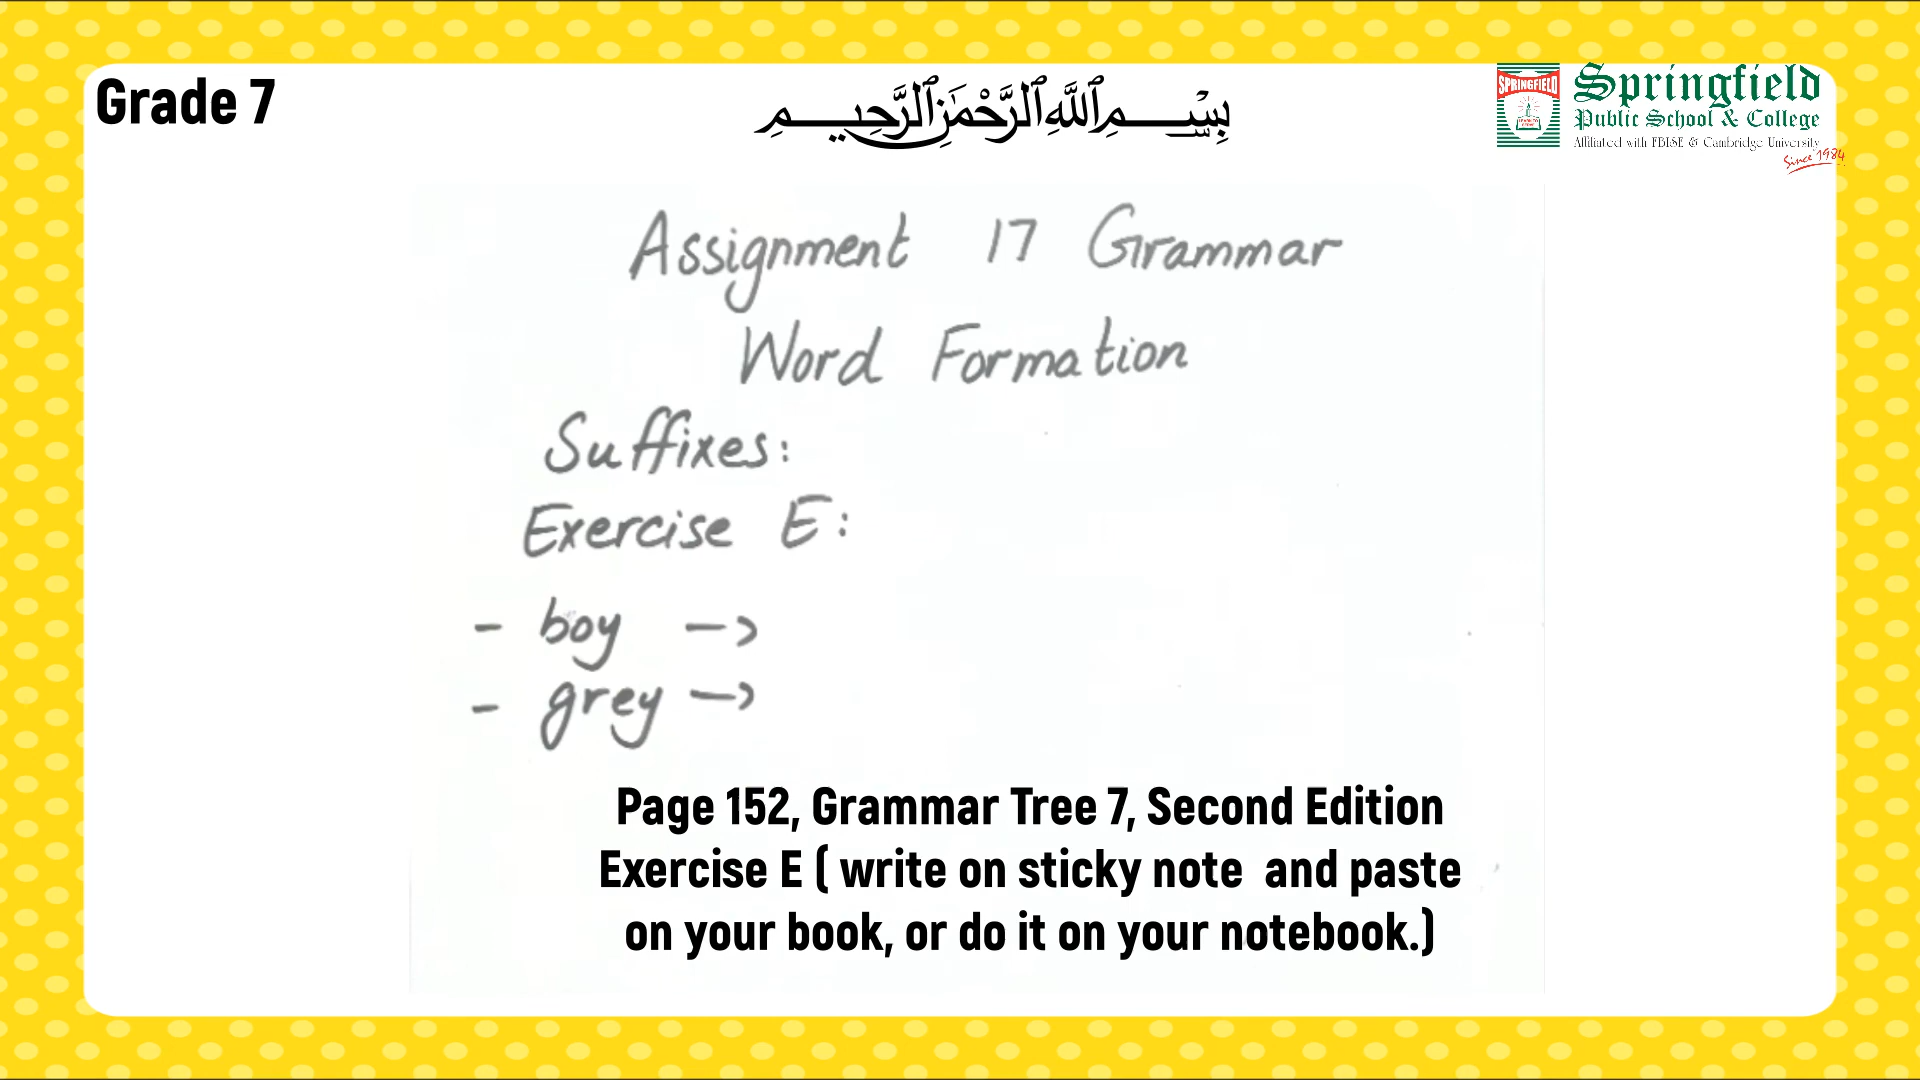 Grade 7
بِسْمِ ٱللَّهِ ٱلرَّحْمَٰنِ ٱلرَّحِيمِ
SPRINGFIELD
Springfield
Public School & College
Affiliated with FBISE & Cambridge University
Since 1984
Assignment 17 Grammar
Word Formation
Suffixes:
Exercise E:
- boy ->
- grey ->
Page 152, Grammar Tree 7, Second Edition
Exercise E ( write on sticky note and paste
on your book, or do it on your notebook.)